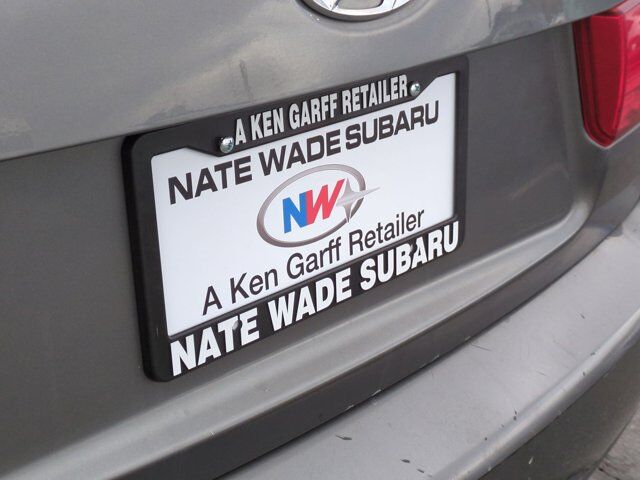 A KEN GARFF RETAILER
NATE WADE SUBARU
NW
A Ken Garff Retailer
NATE WADE SUBARU